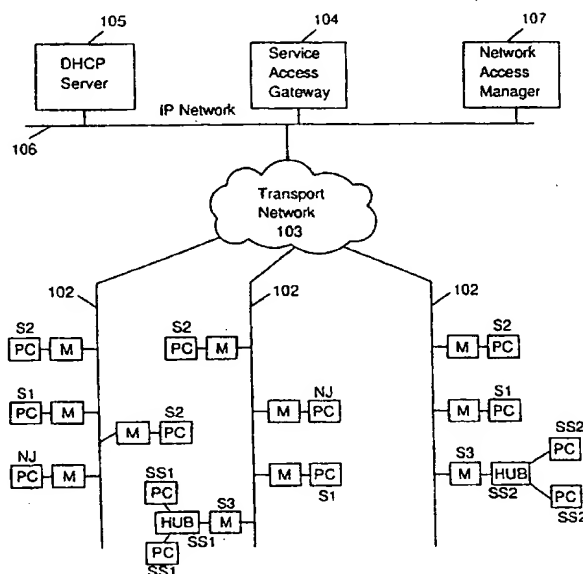 105
104
107
DHCP
Server
Service
Access
Gateway
Network
Access
Manager
IP Network
106
Transport
Network
103
102
102
102
S2
PC
M
S2
PC
M
S2
M
PC
S1
PC
M
S2
M
PC
NJ
M
PC
S1
M
PC
NJ
PC
M
SS1
PC
HUB
SS1
S3
M
PC
SS1
M
PC
S1
S3
M
HUB
SS2
SS2
PC
PC
SS2